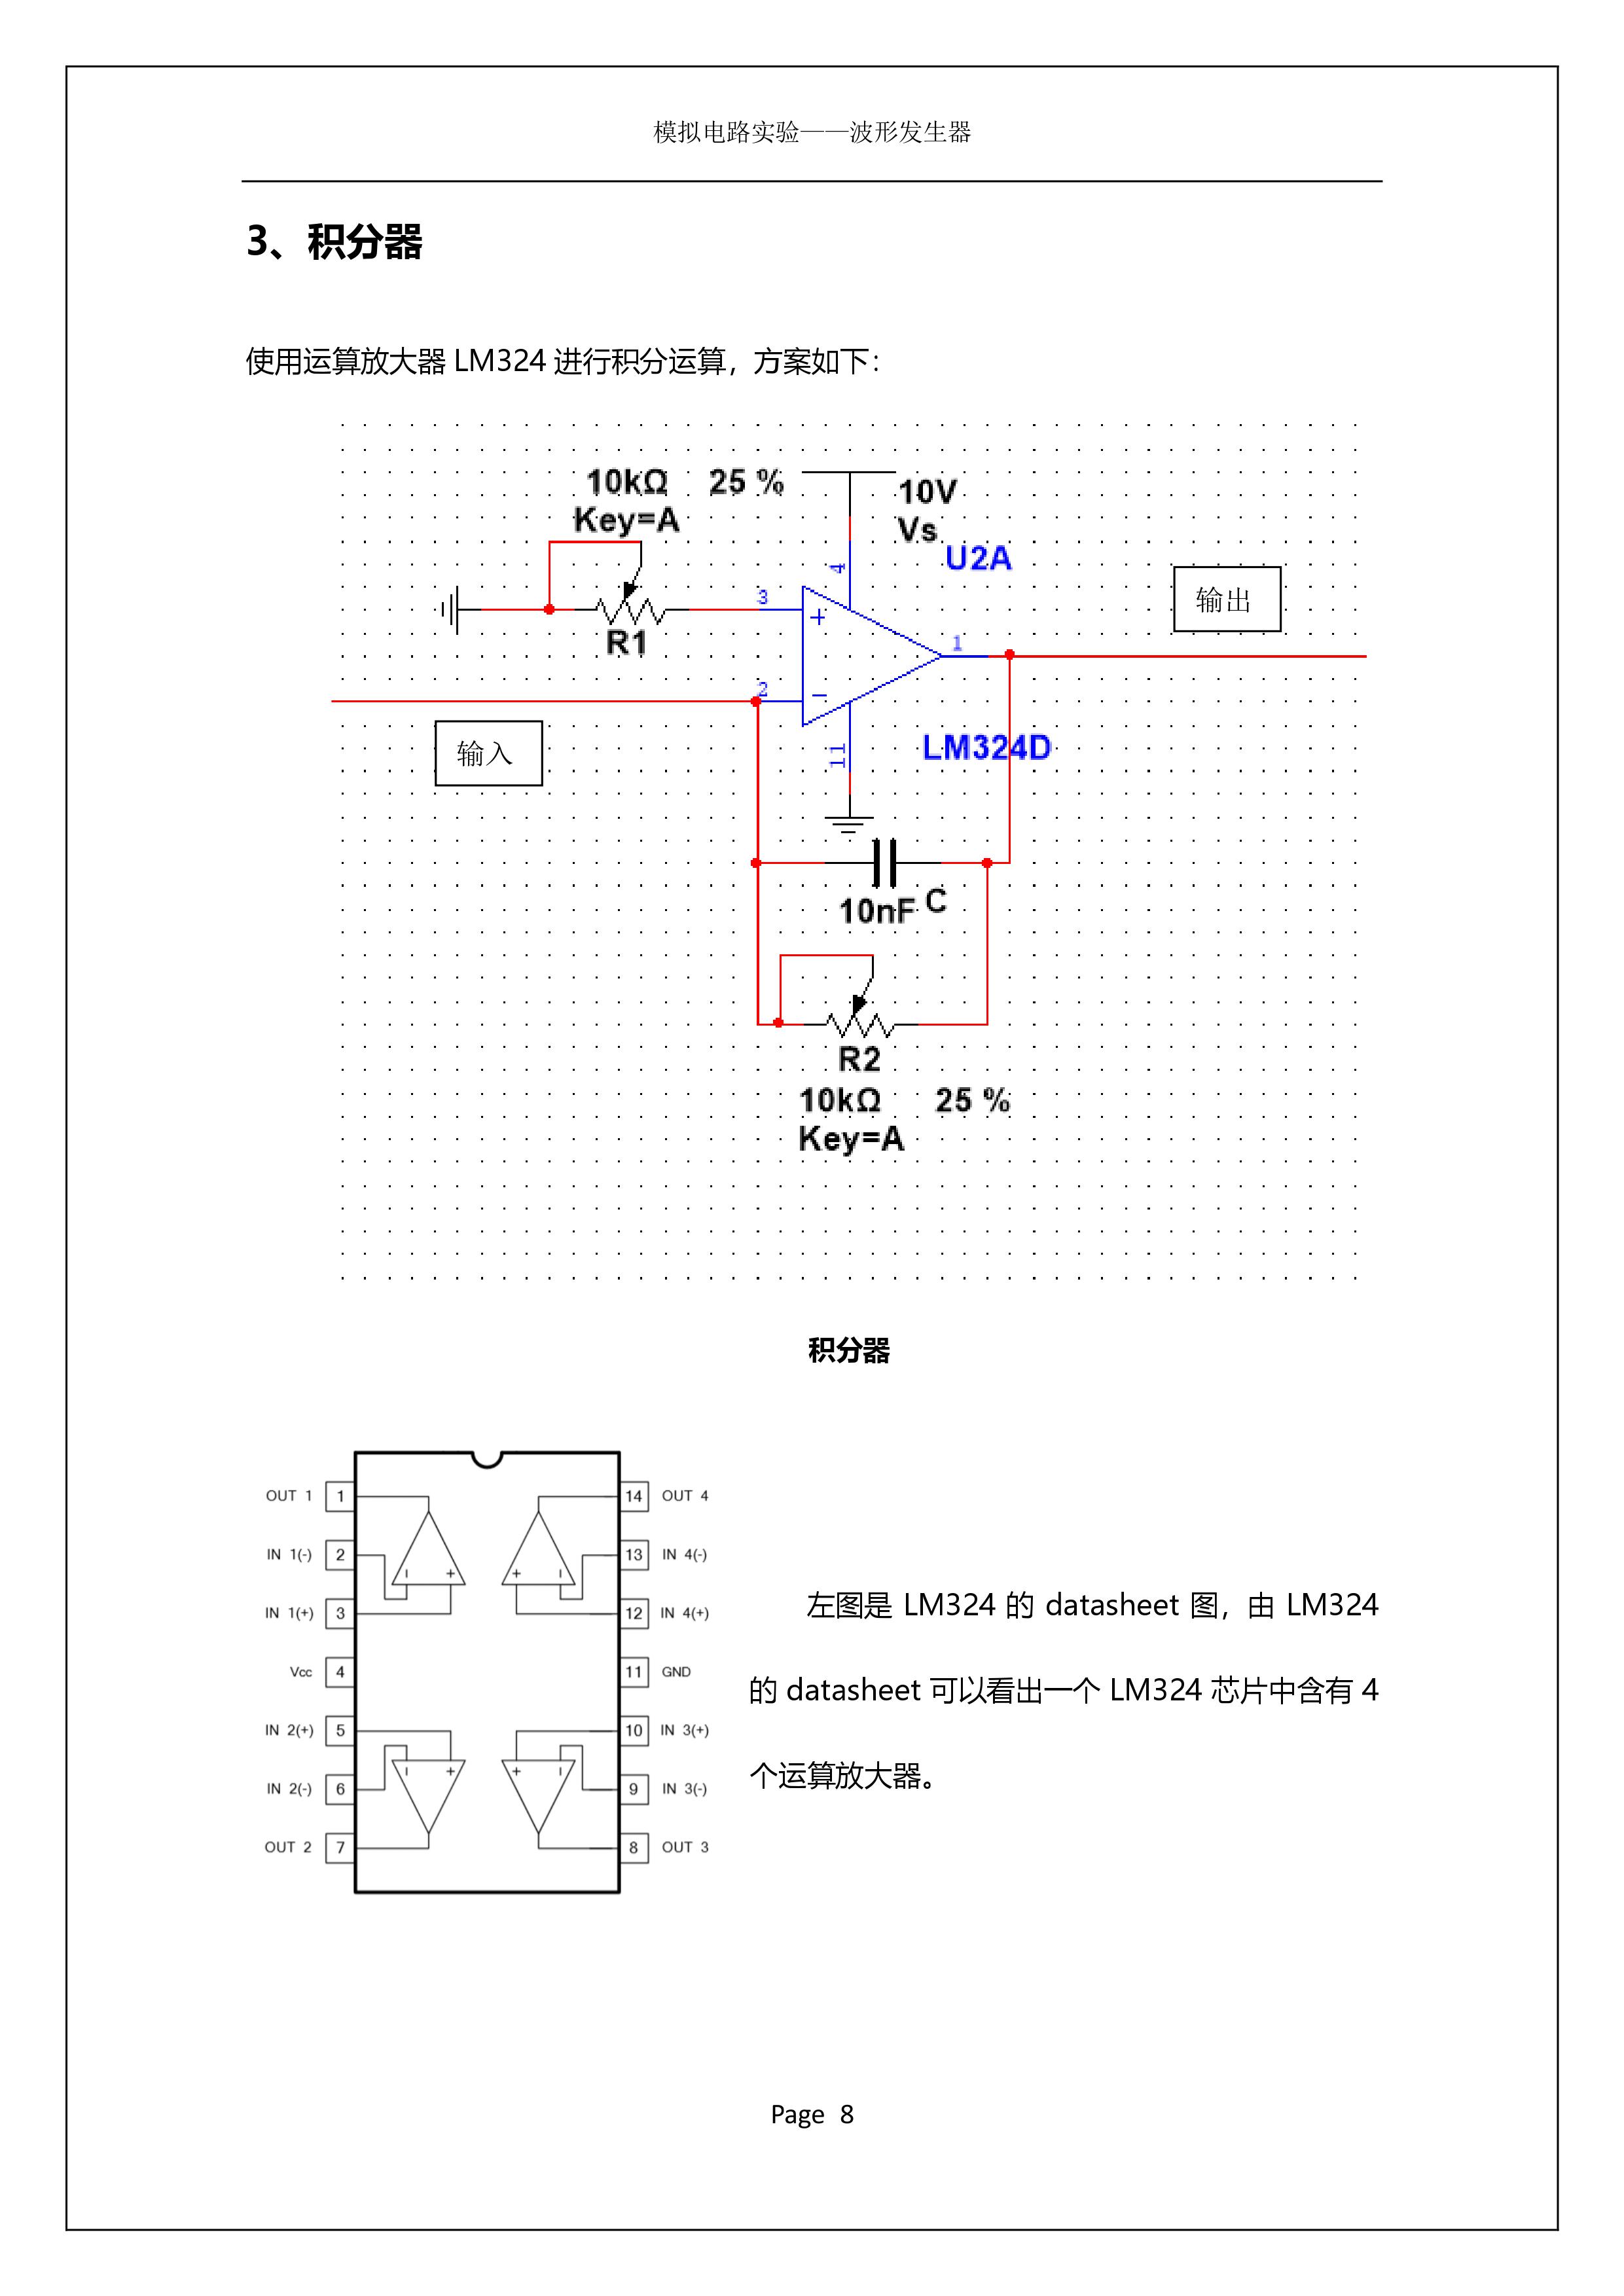 模拟电路实验——波形发生器
3、积分器
使用运算放大器 LM324 进行积分运算，方案如下：
10kΩ 25 %
Key=A
10V
Vs
U2A
4
3
+
R1
输出
1
2
−
输入
11
LM324D
10nF C
R2
10kΩ 25 %
Key=A
积分器
OUT 1 1 14 OUT 4
IN 1(-) 2 13 IN 4(-)
- + + -
IN 1(+) 3 12 IN 4(+)
Vcc 4 11 GND
IN 2(+) 5 10 IN 3(+)
- + + -
IN 2(-) 6 9 IN 3(-)
OUT 2 7 8 OUT 3
左图是 LM324 的 datasheet 图，由 LM324
的 datasheet 可以看出一个 LM324 芯片中含有 4
个运算放大器。
Page 8